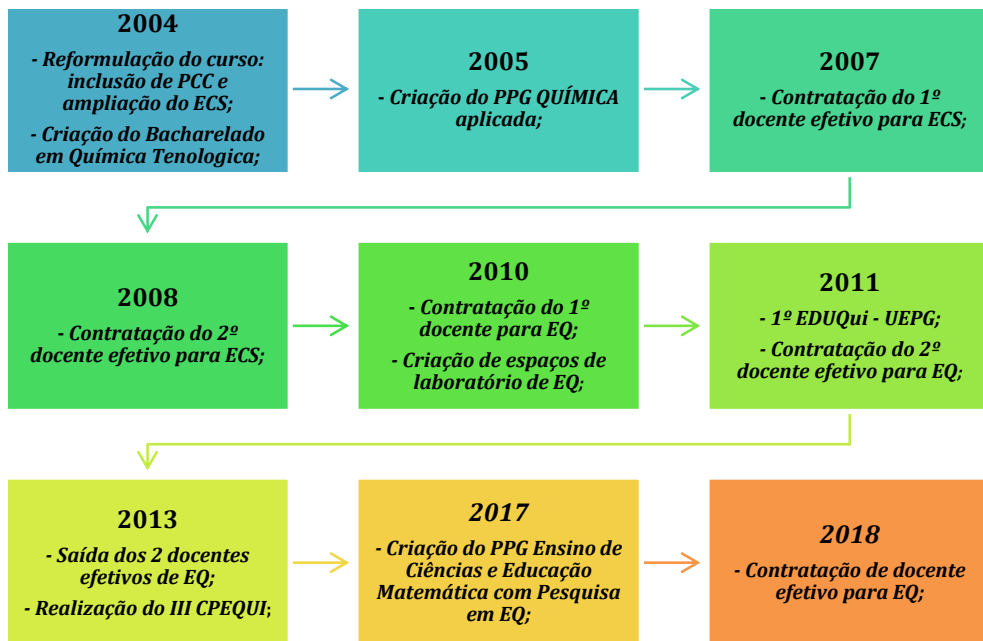 2004
- Reformulação do curso:
inclusão de PCC e
ampliação do ECS;
- Criação do Bacharelado
em Química Tenologica;
2005
- Criação do PPG QUÍMICA
aplicada;
2007
- Contratação do 1º
docente efetivo para ECS;
2008
- Contratação do 2º
docente efetivo para ECS;
2010
- Contratação do 1º
docente para EQ;
- Criação de espaços de
laboratório de EQ;
2011
- 1º EDUQui - UEPG;
- Contratação do 2º
docente efetivo para EQ;
2013
- Saída dos 2 docentes
efetivos de EQ;
- Realização do III CPEQUI;
2017
- Criação do PPG Ensino de
Ciências e Educação
Matemática com Pesquisa
em EQ;
2018
- Contratação de docente
efetivo para EQ;